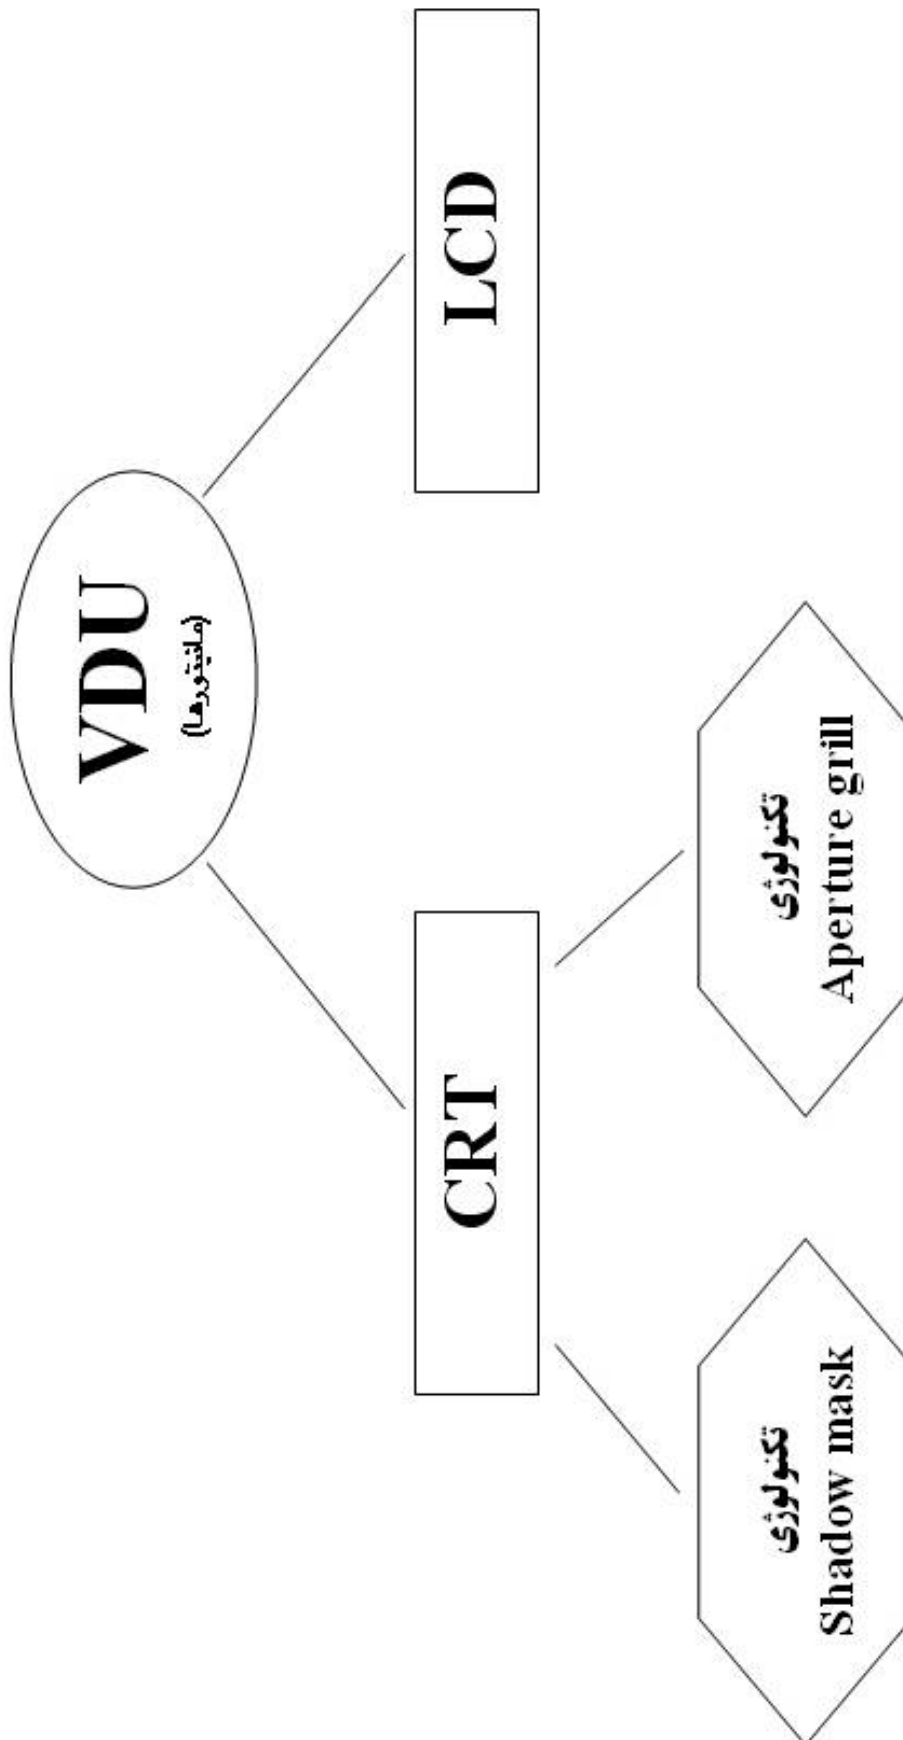 VDU
(مانیتورها)
CRT
LCD
تکنولوژی
Shadow mask
تکنولوژی
Aperture grill